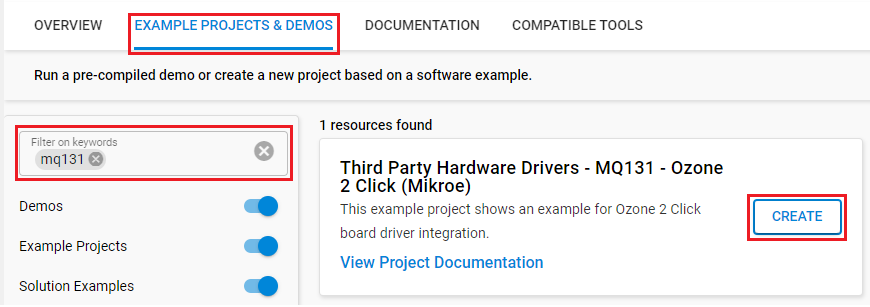 OVERVIEW
EXAMPLE PROJECTS & DEMOS
DOCUMENTATION
COMPATIBLE TOOLS
Run a pre-compiled demo or create a new project based on a software example.
Filter on keywords
mq131
Demos
Example Projects
Solution Examples
1 resources found
Third Party Hardware Drivers - MQ131 - Ozone
2 Click (Mikroe)
This example project shows an example for Ozone 2 Click
board driver integration.
View Project Documentation
CREATE